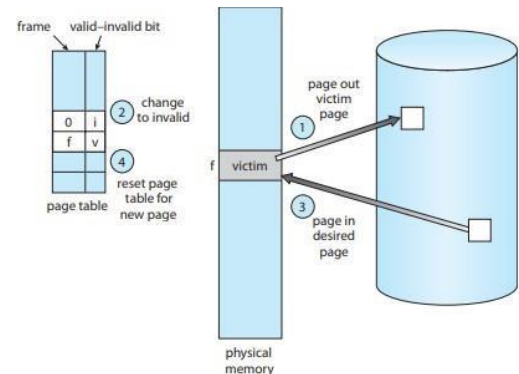 frame valid–invalid bit
0 i
f v
page table
2 change
to invalid
4
reset page
table for
new page
f victim
physical
memory
page out
victim
page
1
3
page in
desired
page